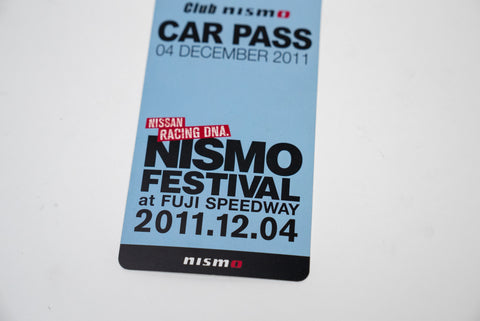 Club nismo
CAR PASS
04 DECEMBER 2011
NISSAN
RACING DNA.
NISMO
FESTIVAL
at FUJI SPEEDWAY
2011.12.04
nismo